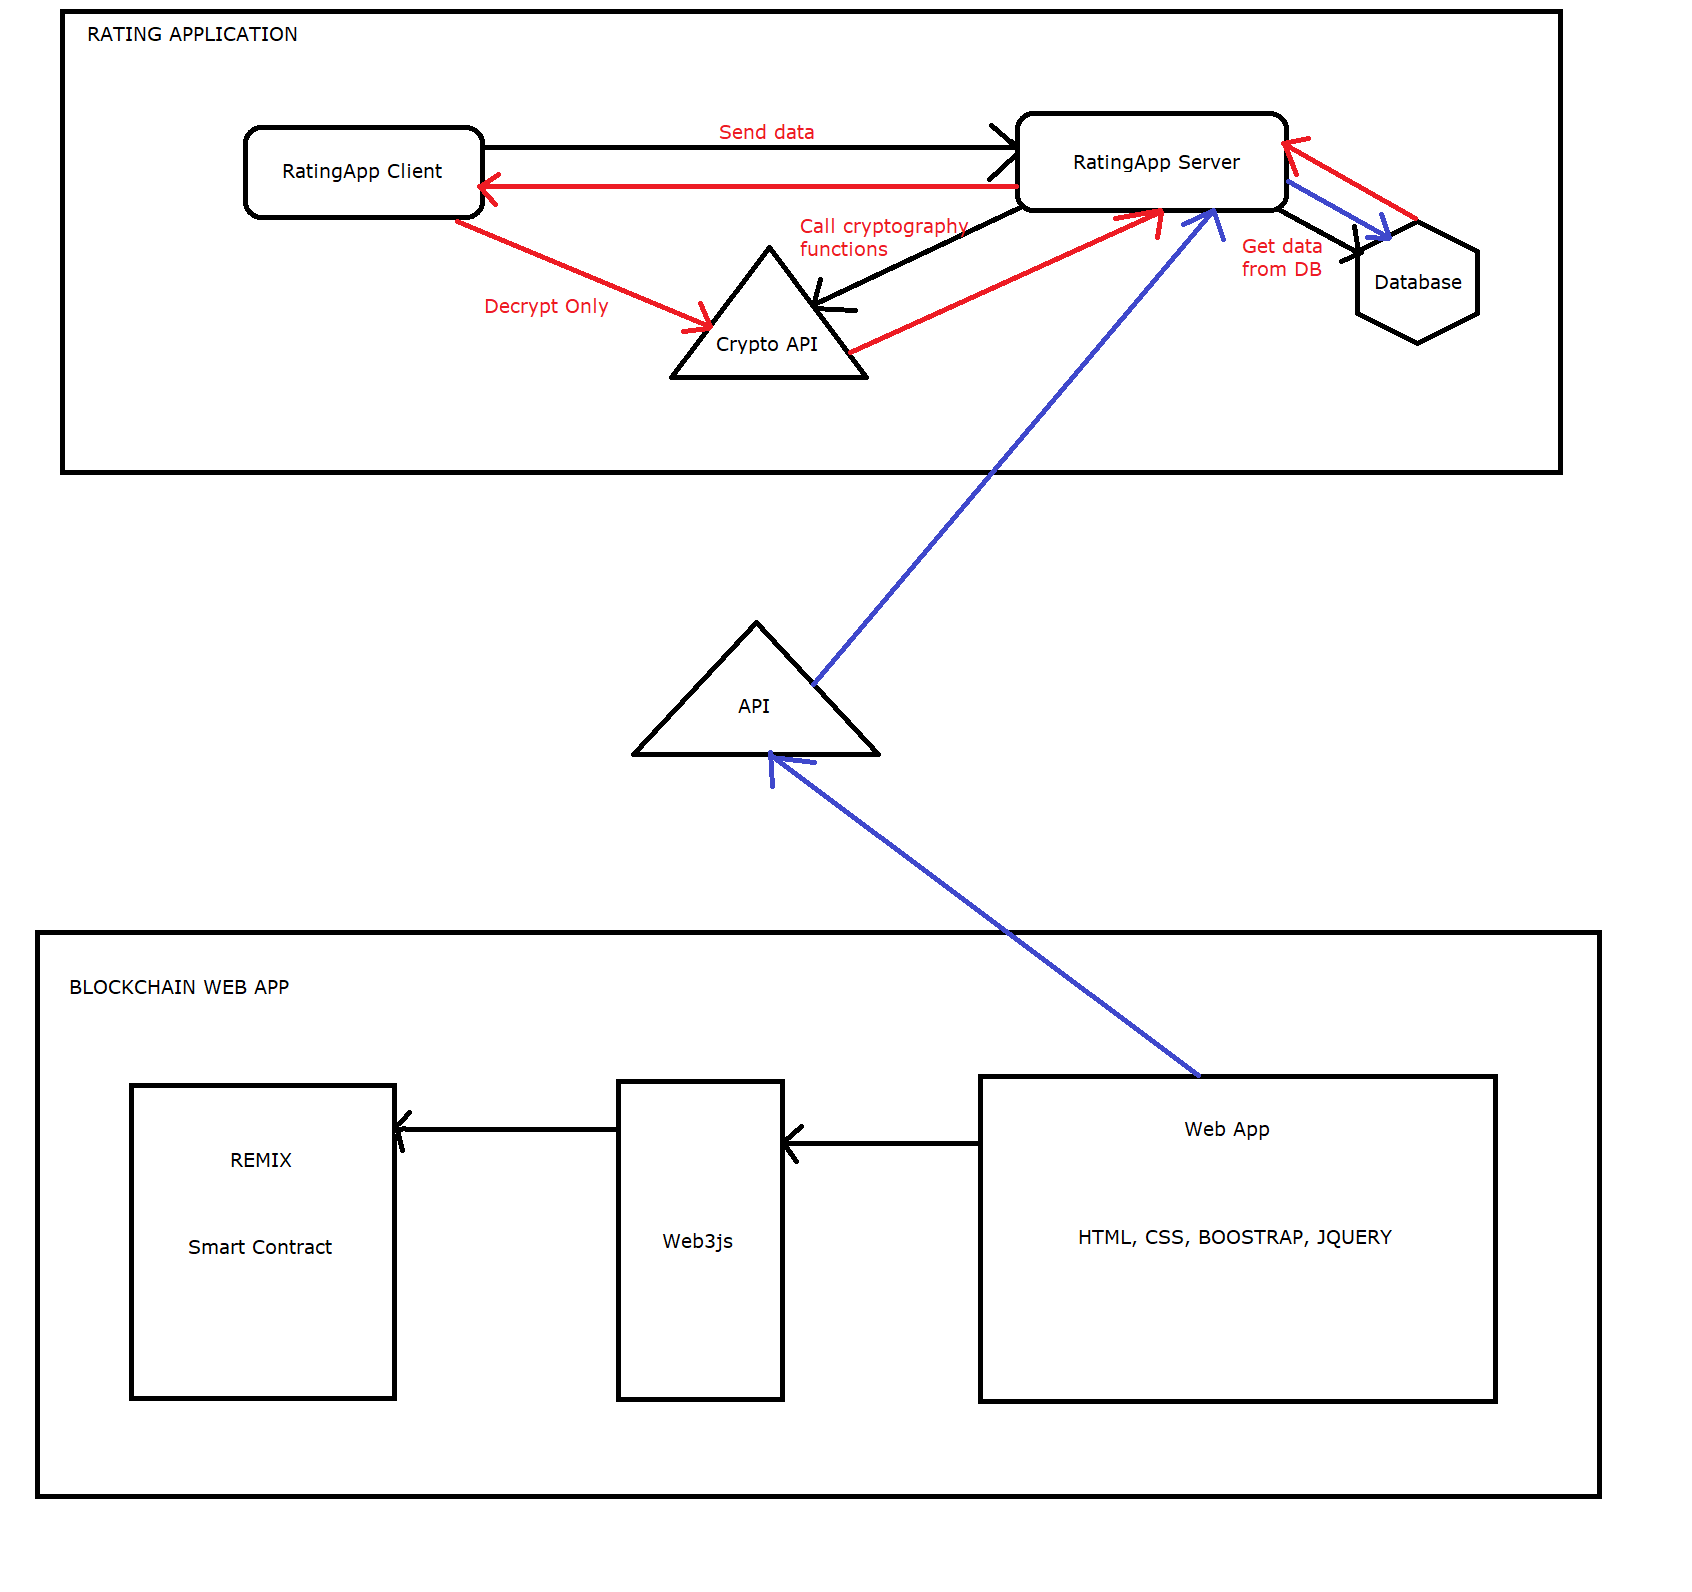 RATING APPLICATION
Send data
RatingApp Client
RatingApp Server
Call cryptography
functions
Get data
from DB
Database
Decrypt Only
Crypto API
API
BLOCKCHAIN WEB APP
REMIX
Smart Contract
Web3js
Web App
HTML, CSS, BOOSTRAP, JQUERY